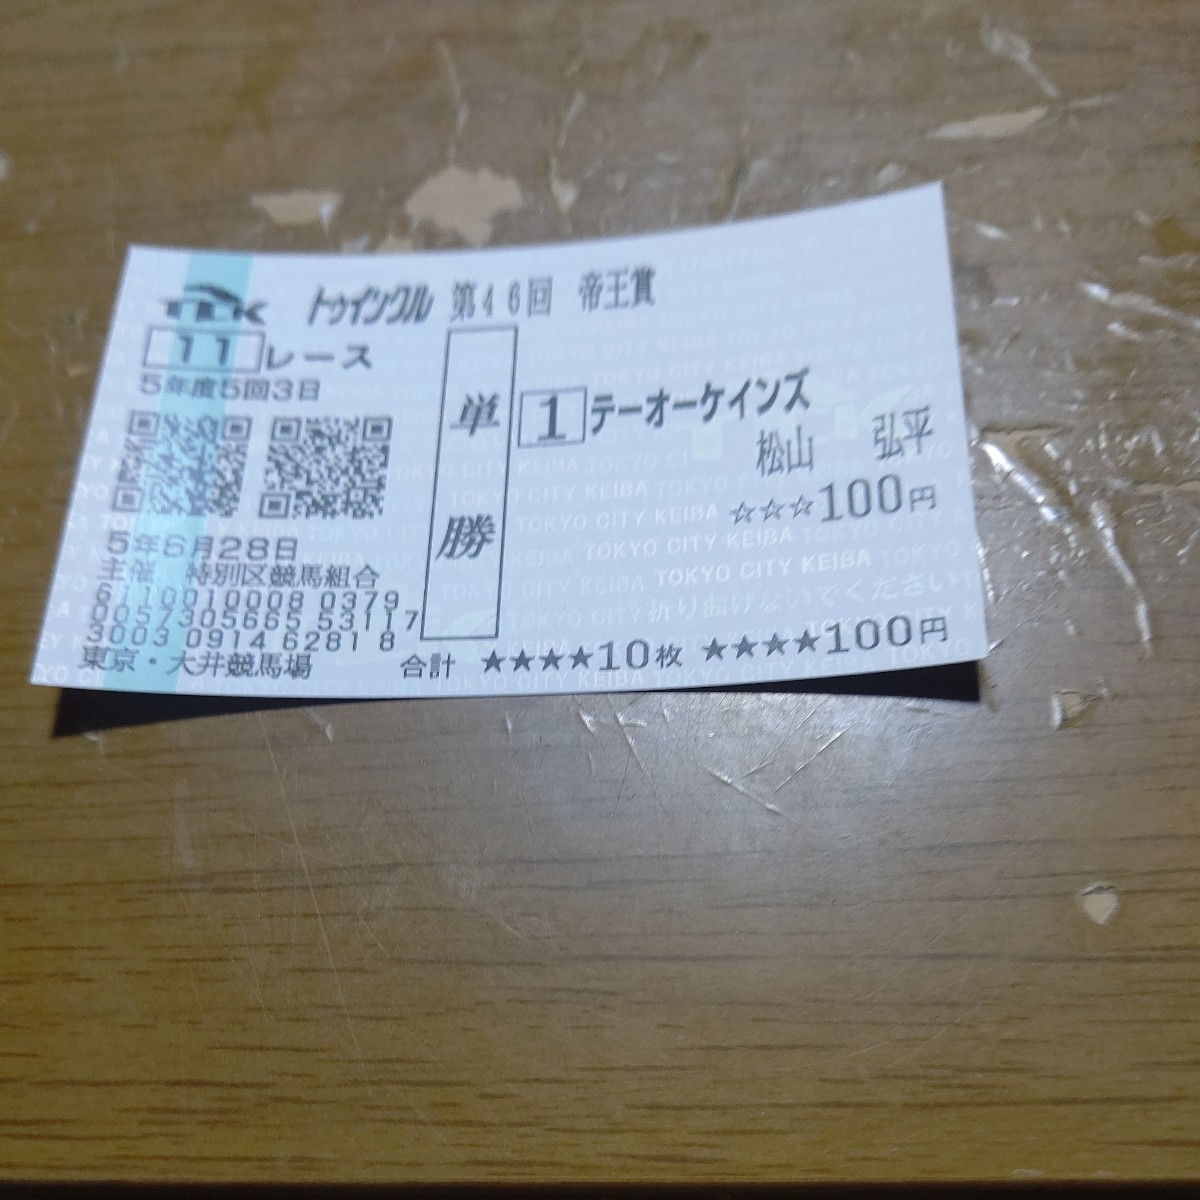 TCK トゥインクル 第46回 帝王賞
11 レース
5年度5回3日
単勝
1 テーオーケインズ
松山 弘平
☆☆☆100円
5年6月28日
主催 特別区競馬組合
6110010008 0379
0057305665 53117
3003 0914 62818
東京・大井競馬場
合計 ★★★★10枚 ★★★★100円
TOKYO CITY KEIBA
折り曲げないでください